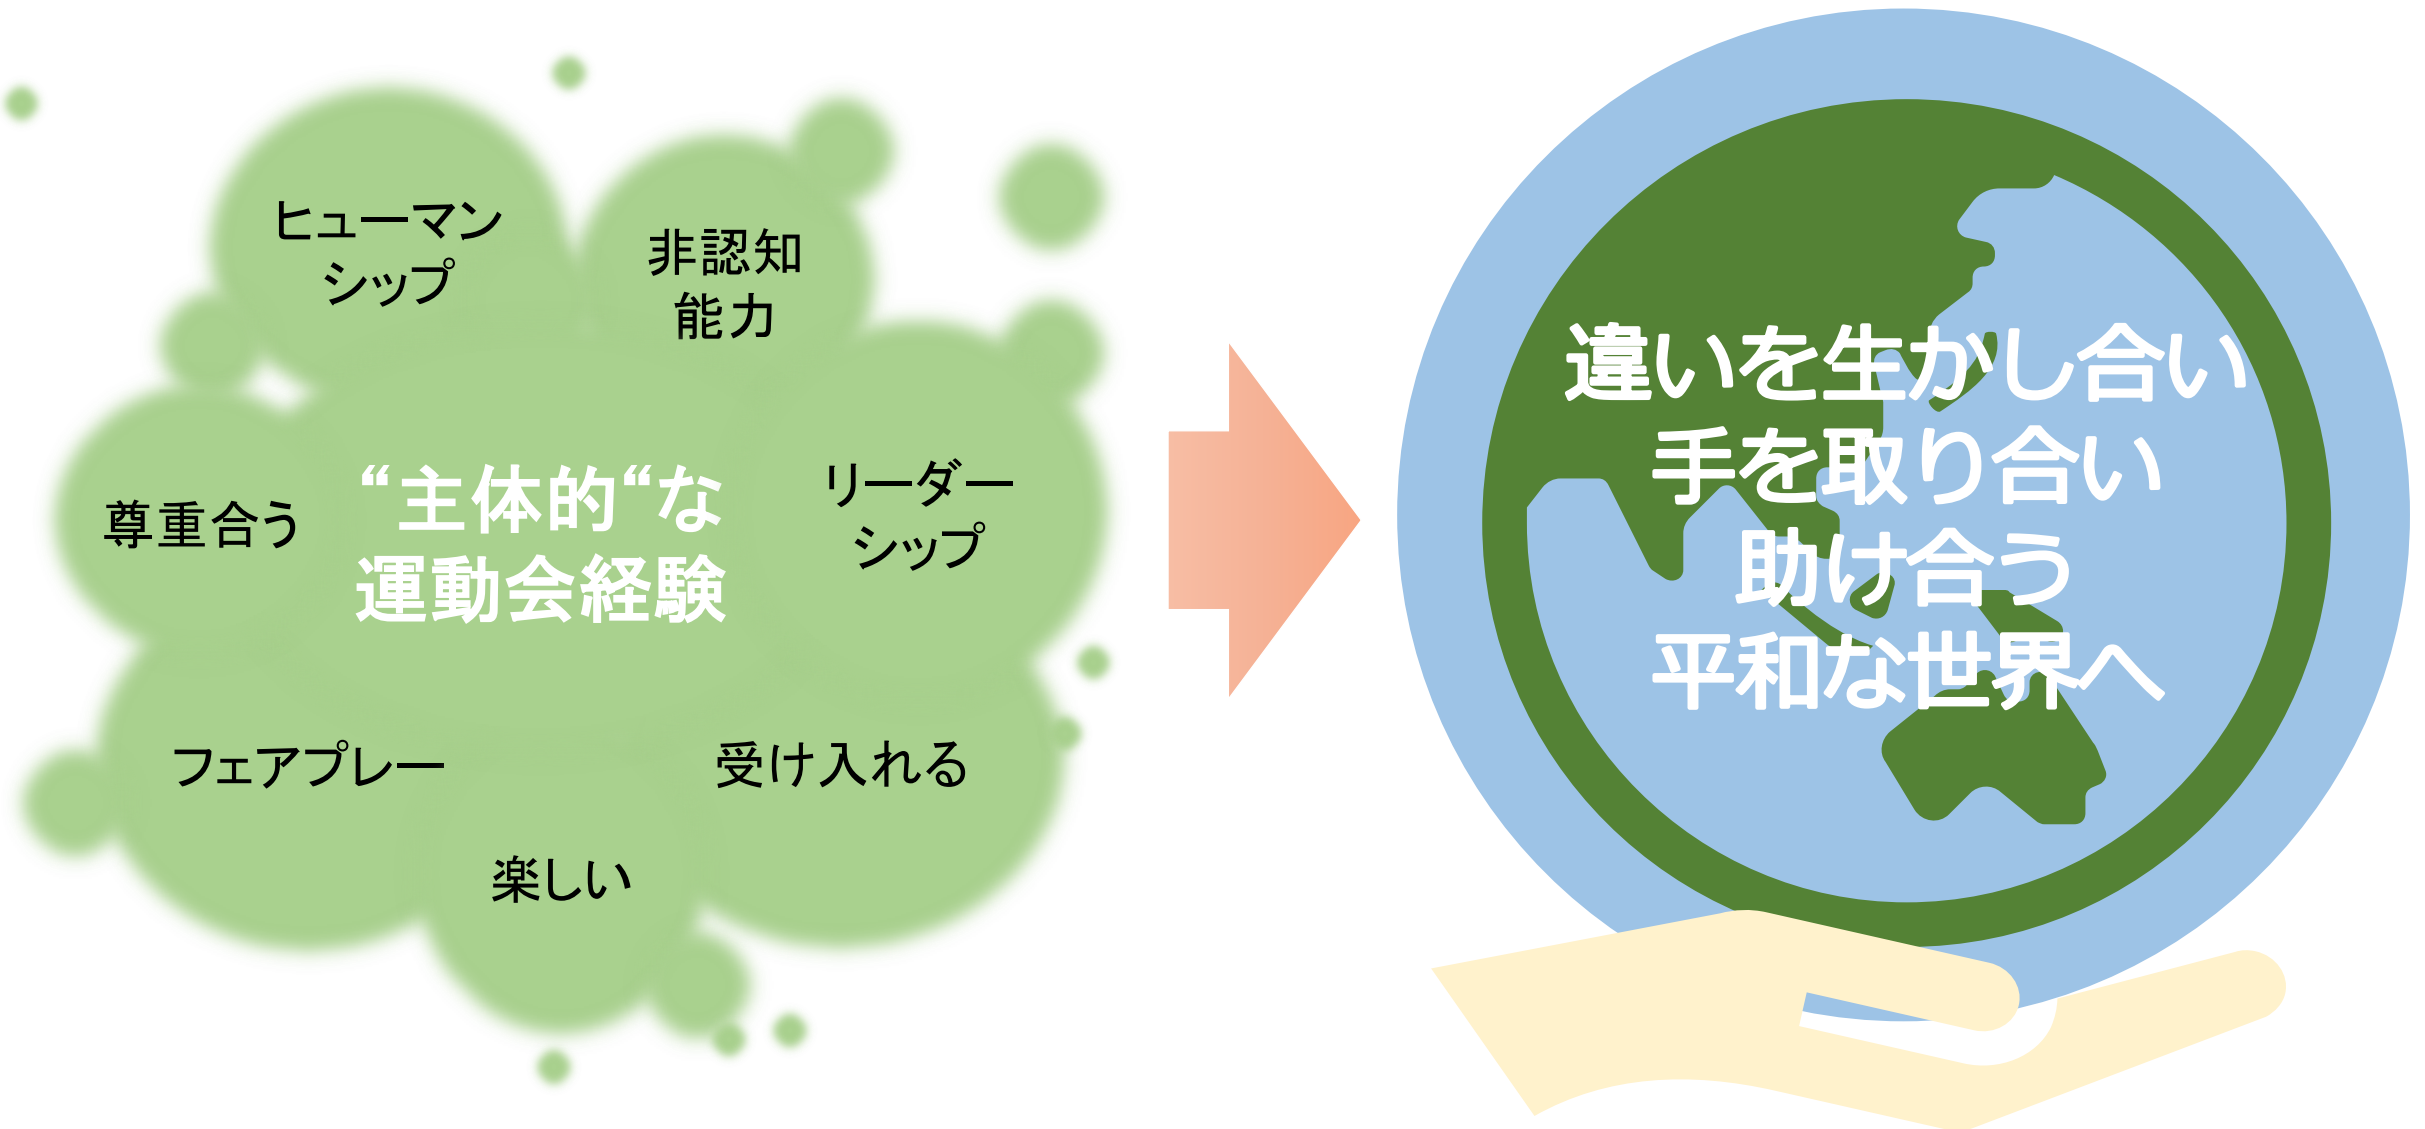 ヒューマン
シップ
非認知
能力
尊重合う
“主体的“な
運動会経験
リーダー
シップ
フェアプレー
受け入れる
楽しい
違いを生かし合い
手を取り合い
助け合う
平和な世界へ